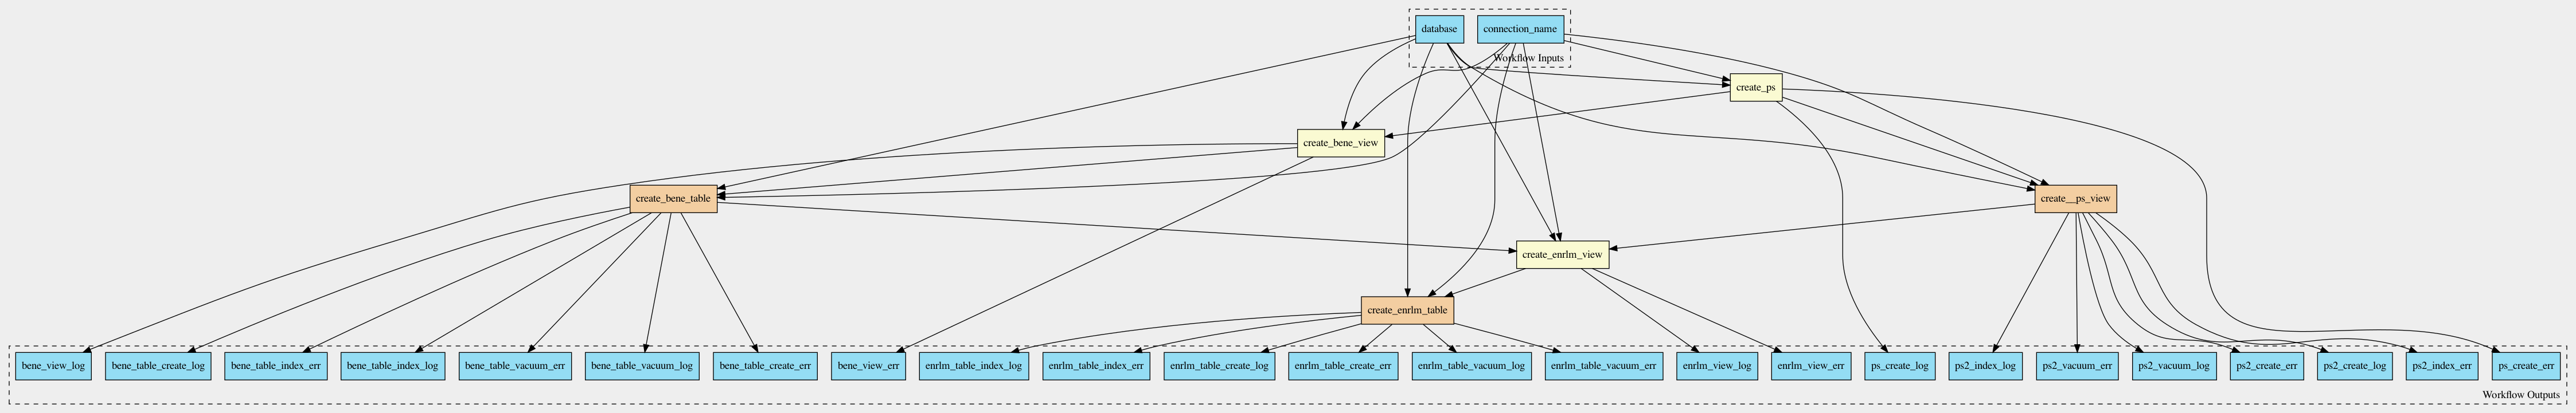 database
connection_name
Workflow Inputs
create_ps
create_bene_view
create_bene_table
create__ps_view
create_enrlm_view
create_enrlm_table
bene_view_log
bene_table_create_log
bene_table_index_err
bene_table_index_log
bene_table_vacuum_err
bene_table_vacuum_log
bene_table_create_err
bene_view_err
enrlm_table_index_log
enrlm_table_index_err
enrlm_table_create_log
enrlm_table_create_err
enrlm_table_vacuum_log
enrlm_table_vacuum_err
enrlm_view_log
enrlm_view_err
ps_create_log
ps2_index_log
ps2_vacuum_err
ps2_vacuum_log
ps2_create_err
ps2_create_log
ps2_index_err
ps_create_err
Workflow Outputs